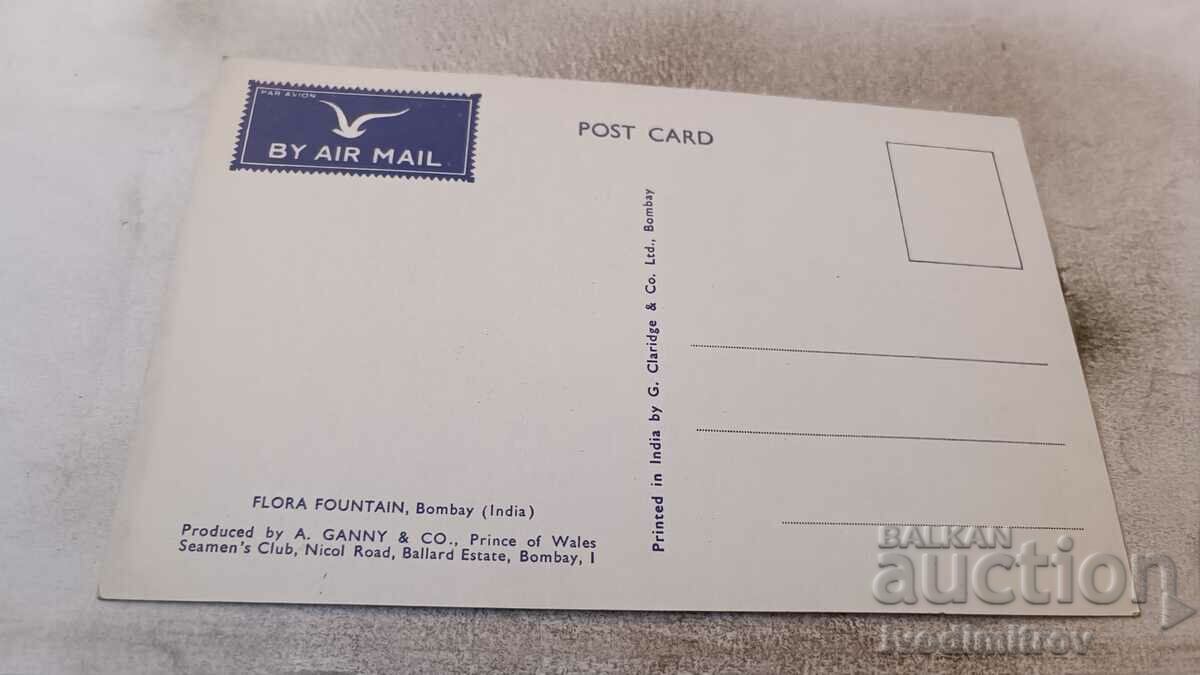 PAR AVION
BY AIR MAIL
POST CARD
Printed in India by G. Claridge & Co. Ltd., Bombay
FLORA FOUNTAIN, Bombay (India)
Produced by A. GANNY & CO., Prince of Wales
Seamen's Club, Nicol Road, Ballard Estate, Bombay, I
BALKAN
auction
ivodimitrov